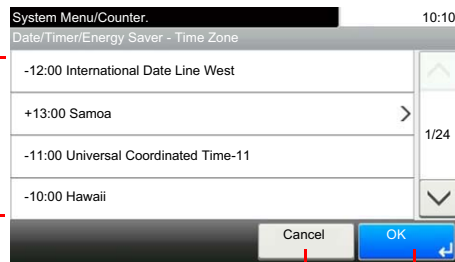 System Menu/Counter. 10:10
Date/Timer/Energy Saver - Time Zone
-12:00 International Date Line West
+13:00 Samoa
1/24
-11:00 Universal Coordinated Time-11
-10:00 Hawaii
Cancel OK